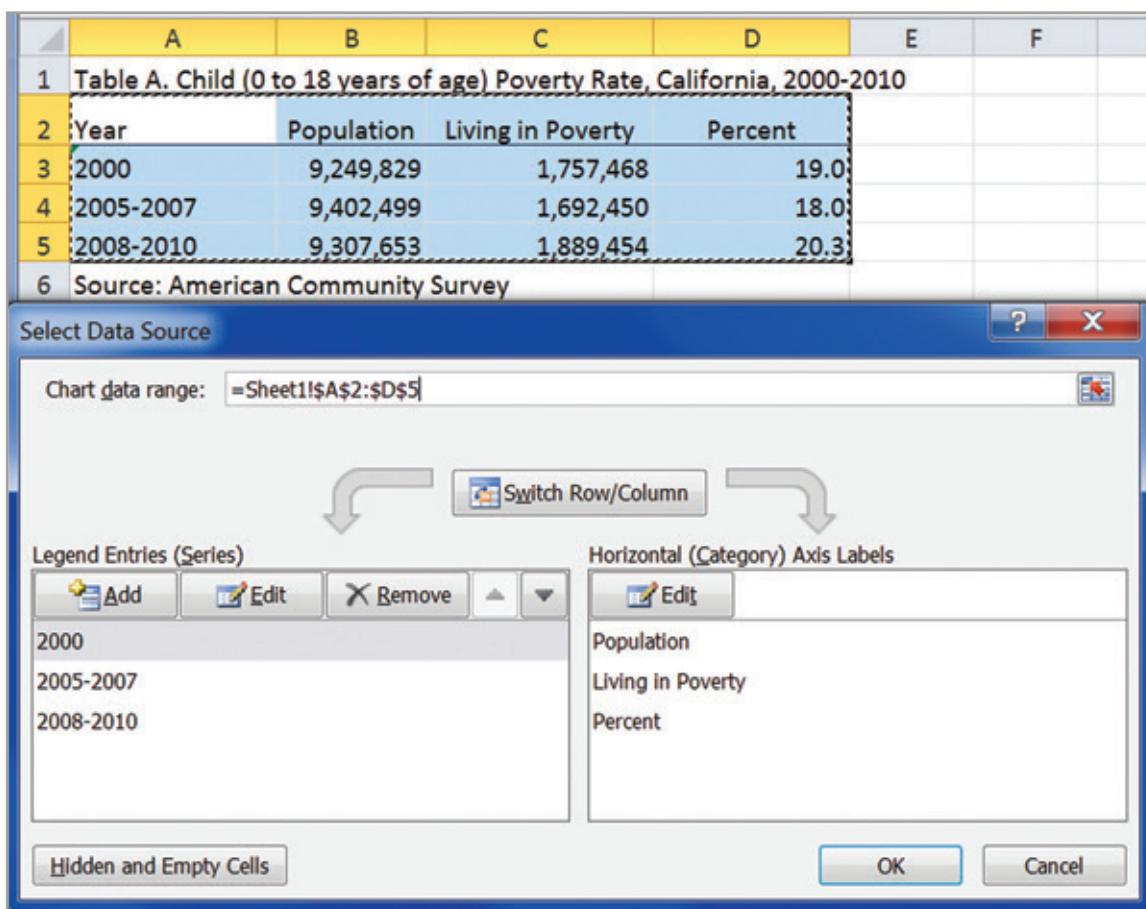 A B C D E F
1 Table A. Child (0 to 18 years of age) Poverty Rate, California, 2000-2010
2 Year Population Living in Poverty Percent
3 2000 9,249,829 1,757,468 19.0
4 2005-2007 9,402,499 1,692,450 18.0
5 2008-2010 9,307,653 1,889,454 20.3
6 Source: American Community Survey
Select Data Source ? X
Chart data range: =Sheet1!$A$2:$D$5
Switch Row/Column
Legend Entries (Series) Horizontal (Category) Axis Labels
Add Edit Remove Edit
2000 Population
2005-2007 Living in Poverty
2008-2010 Percent
Hidden and Empty Cells OK Cancel